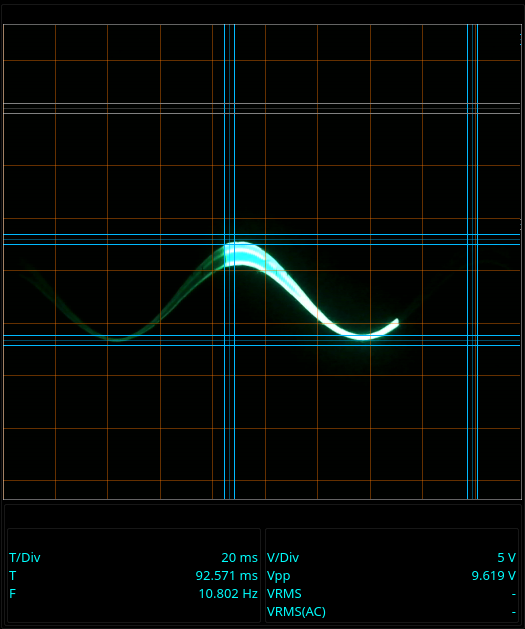 T/Div 20 ms V/Div 5 V
T 92.571 ms Vpp 9.619 V
F 10.802 Hz VRMS -
VRMS(AC) -